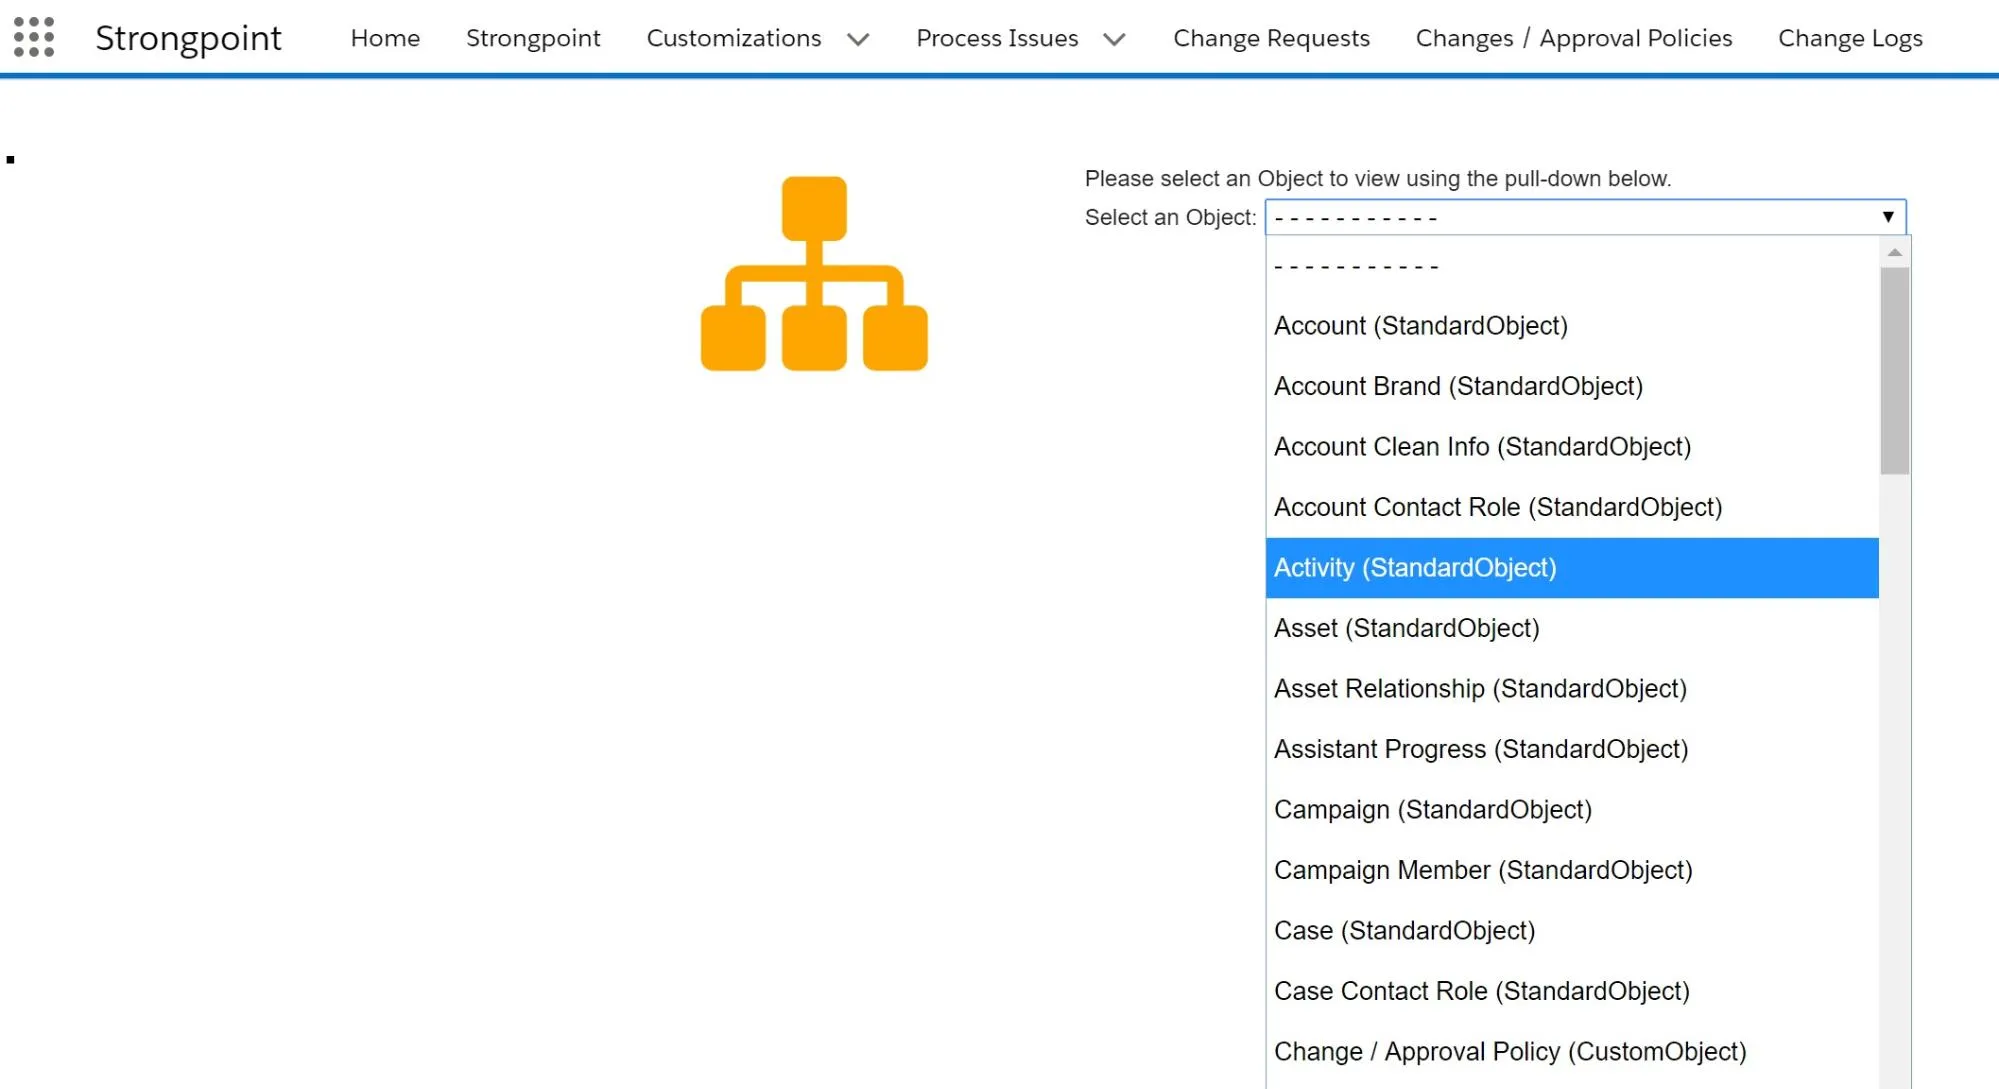 Strongpoint Home Strongpoint Customizations Process Issues Change Requests Changes / Approval Policies Change Logs
Please select an Object to view using the pull-down below.
Select an Object: - - - - - - - - - - -
- - - - - - - - - - -
Account (StandardObject)
Account Brand (StandardObject)
Account Clean Info (StandardObject)
Account Contact Role (StandardObject)
Activity (StandardObject)
Asset (StandardObject)
Asset Relationship (StandardObject)
Assistant Progress (StandardObject)
Campaign (StandardObject)
Campaign Member (StandardObject)
Case (StandardObject)
Case Contact Role (StandardObject)
Change / Approval Policy (CustomObject)